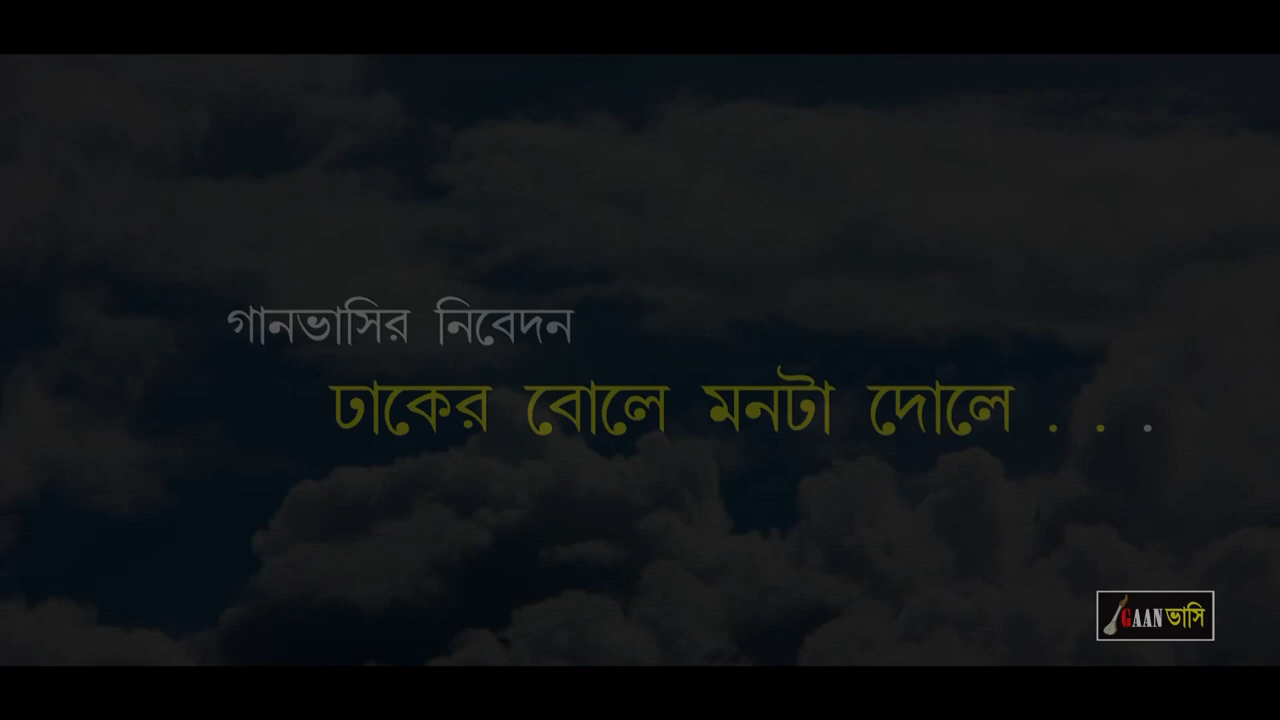 গানভাসির নিবেদন
ঢাকের বোলে মনটা দোলে . . .
GAAN ভাসি